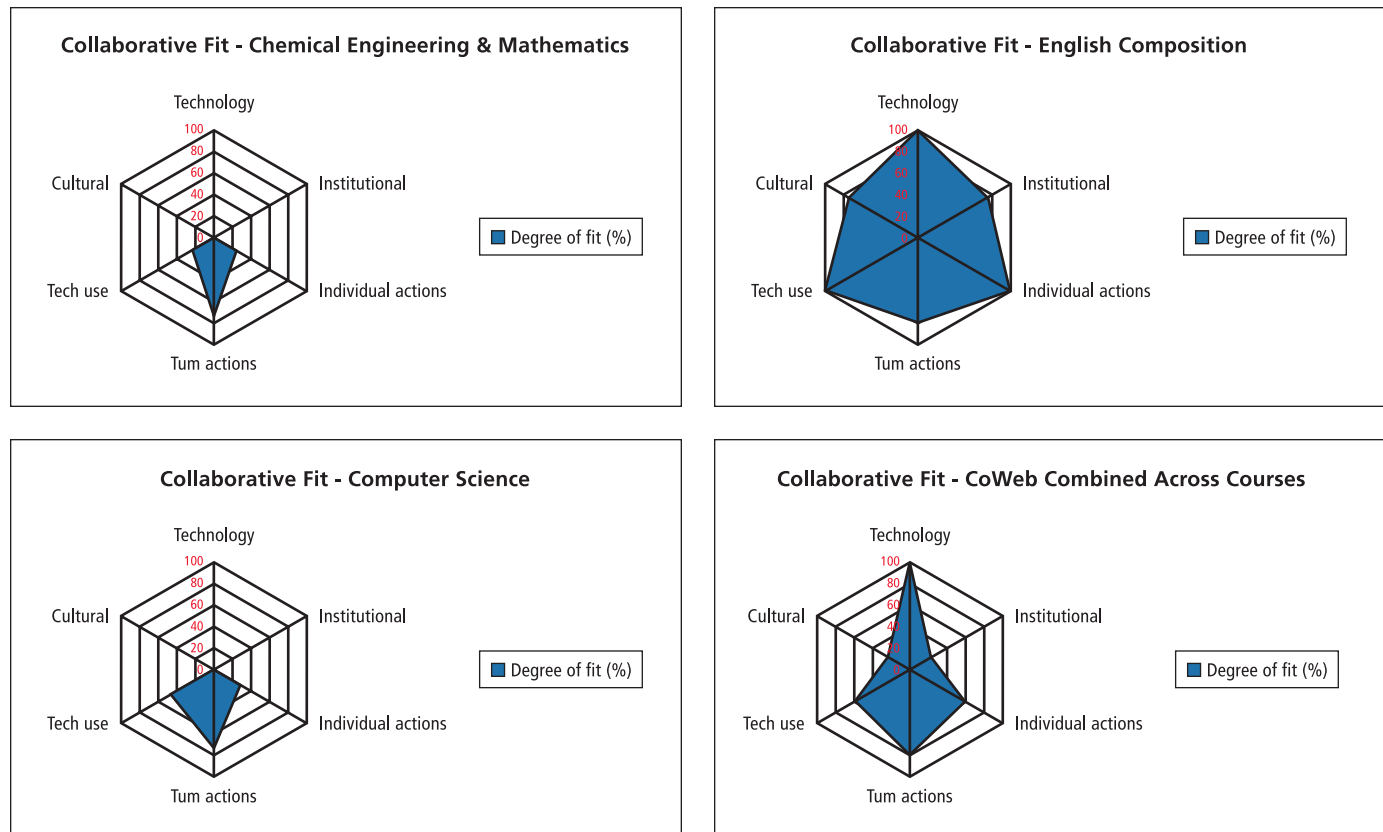 Collaborative Fit - Chemical Engineering & Mathematics
Technology
100
80
60
40
20
0
Cultural
Institutional
Tech use
Individual actions
Tum actions
Degree of fit (%)
Collaborative Fit - English Composition
Technology
100
80
60
40
20
0
Cultural
Institutional
Tech use
Individual actions
Tum actions
Degree of fit (%)
Collaborative Fit - Computer Science
Technology
100
80
60
40
20
0
Cultural
Institutional
Tech use
Individual actions
Tum actions
Degree of fit (%)
Collaborative Fit - CoWeb Combined Across Courses
Technology
100
80
60
40
20
0
Cultural
Institutional
Tech use
Individual actions
Tum actions
Degree of fit (%)